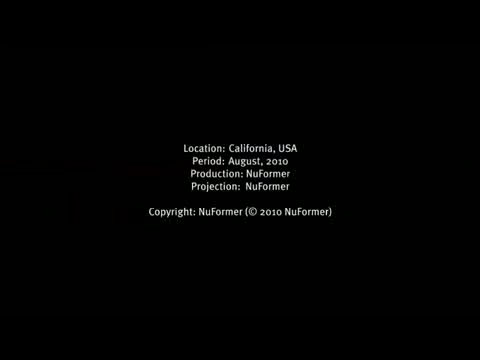 Location: California, USA
Period: August, 2010
Production: NuFormer
Projection: NuFormer
Copyright: NuFormer (© 2010 NuFormer)